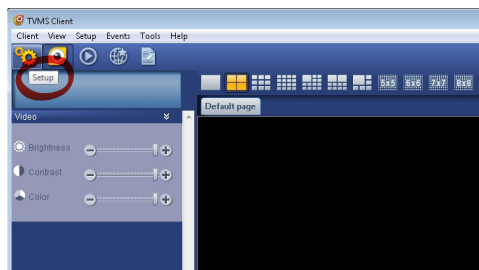 TVMS Client
Client View Setup Events Tools Help
Setup
5x5 6x6 7x7 8x8
Default page
Video
Brightness
Contrast
Color